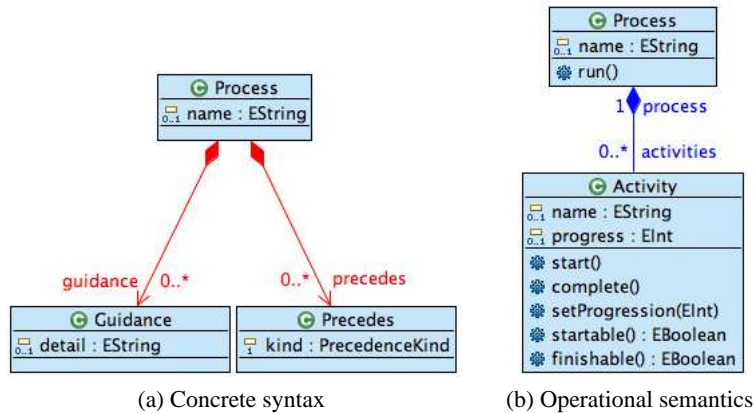 Process
0..1 name : EString
guidance 0..* 0..* precedes
Guidance
0..1 detail : EString
Precedes
1 kind : PrecedenceKind
(a) Concrete syntax
Process
0..1 name : EString
run()
1 process
0..* activities
Activity
0..1 name : EString
0..1 progress : EInt
start()
complete()
setProgression(EInt)
startable() : EBoolean
finishable() : EBoolean
(b) Operational semantics